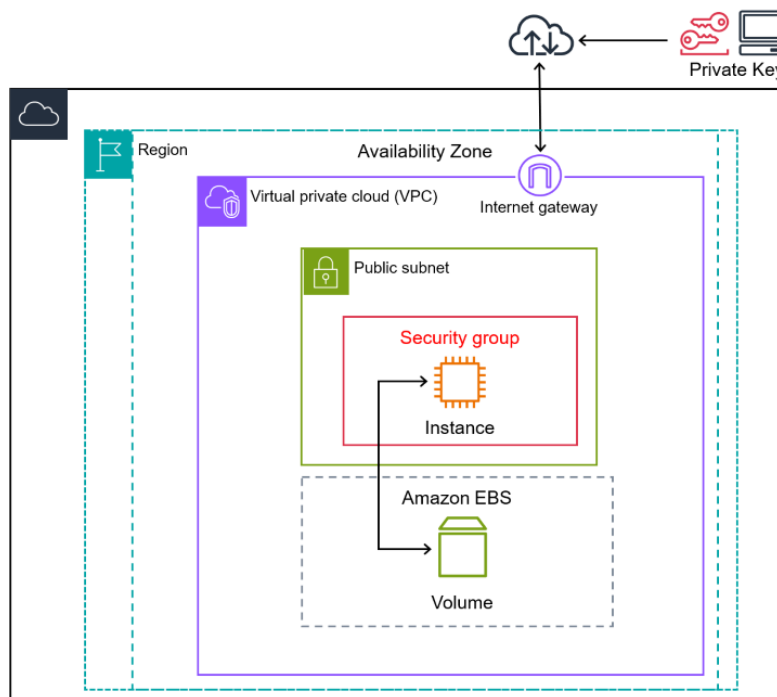 Private Key
Region
Availability Zone
Virtual private cloud (VPC)
Internet gateway
Public subnet
Security group
Instance
Amazon EBS
Volume